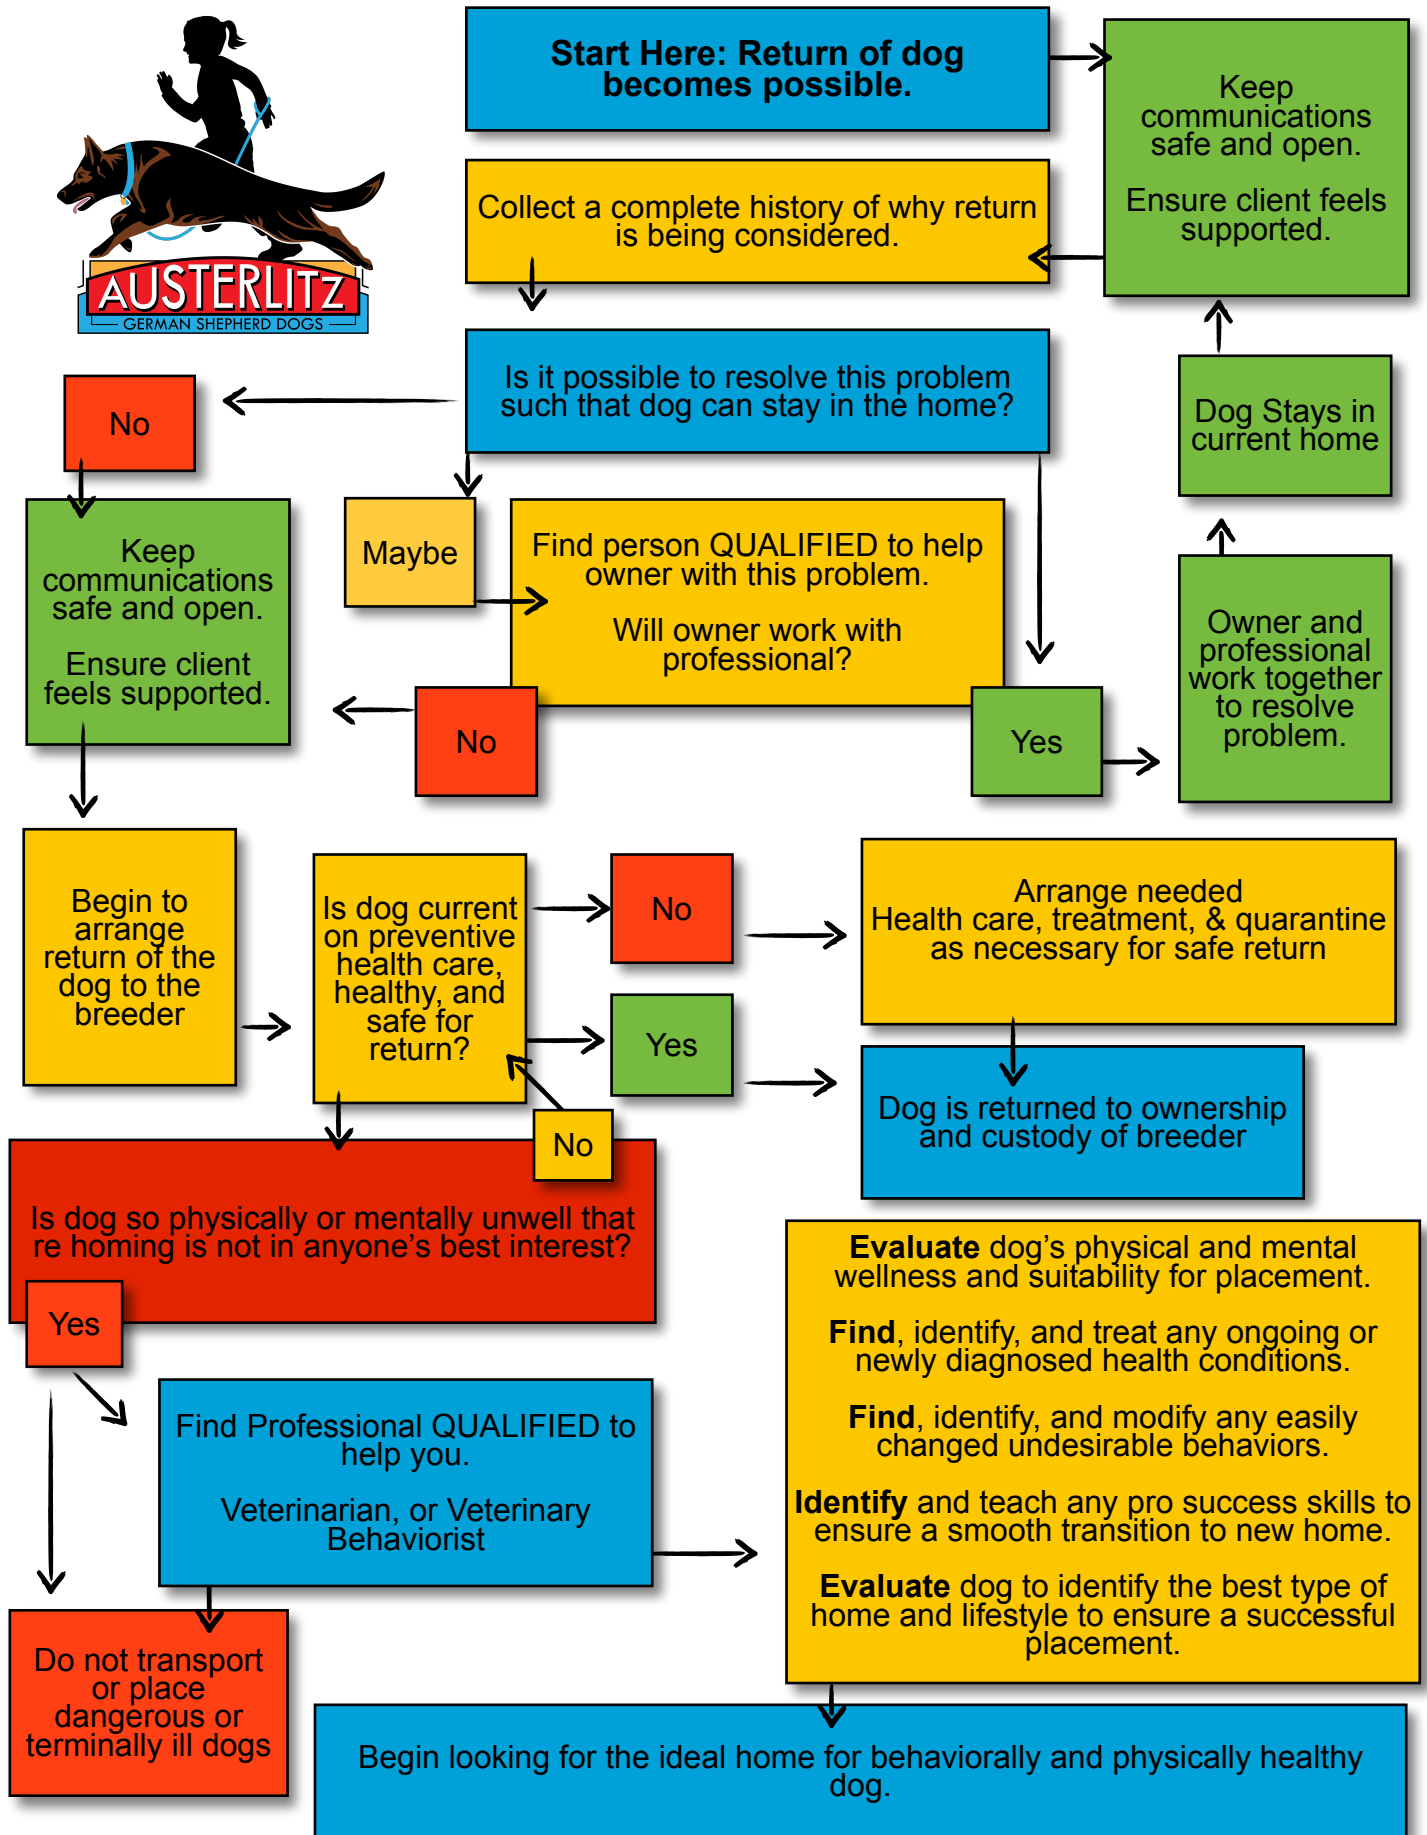 AUSTERLITZ
GERMAN SHEPHERD DOGS
Start Here: Return of dog
becomes possible.
Keep
communications
safe and open.
Ensure client feels
supported.
Collect a complete history of why return
is being considered.
Is it possible to resolve this problem
such that dog can stay in the home?
No
Dog Stays in
current home
Keep
communications
safe and open.
Ensure client
feels supported.
Maybe
Find person QUALIFIED to help
owner with this problem.
Will owner work with
professional?
Owner and
professional
work together
to resolve
problem.
No
Yes
Begin to
arrange
return of the
dog to the
breeder
Is dog current
on preventive
health care,
healthy, and
safe for
return?
No
Arrange needed
Health care, treatment, & quarantine
as necessary for safe return
Yes
Dog is returned to ownership
and custody of breeder
No
Is dog so physically or mentally unwell that
re homing is not in anyone's best interest?
Yes
Evaluate dog's physical and mental
wellness and suitability for placement.
Find, identify, and treat any ongoing or
newly diagnosed health conditions.
Find, identify, and modify any easily
changed undesirable behaviors.
Identify and teach any pro success skills to
ensure a smooth transition to new home.
Evaluate dog to identify the best type of
home and lifestyle to ensure a successful
placement.
Find Professional QUALIFIED to
help you.
Veterinarian, or Veterinary
Behaviorist
Do not transport
or place
dangerous or
terminally ill dogs
Begin looking for the ideal home for behaviorally and physically healthy
dog.